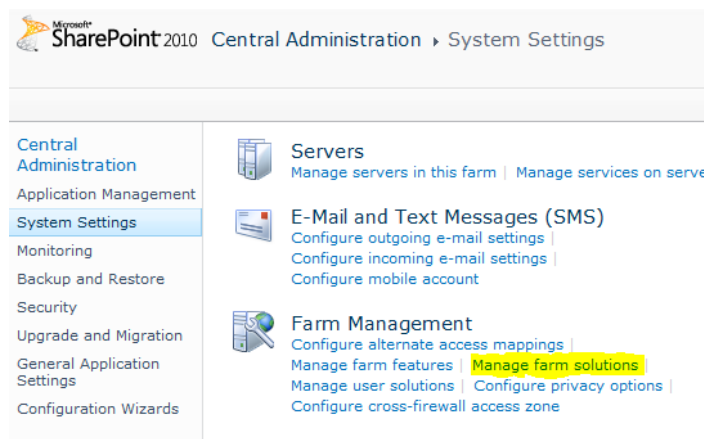 Microsoft®
SharePoint® 2010 Central Administration ▸ System Settings
Central
Administration
Application Management
System Settings
Monitoring
Backup and Restore
Security
Upgrade and Migration
General Application
Settings
Configuration Wizards
Servers
Manage servers in this farm | Manage services on serve
E-Mail and Text Messages (SMS)
Configure outgoing e-mail settings |
Configure incoming e-mail settings |
Configure mobile account
Farm Management
Configure alternate access mappings |
Manage farm features | Manage farm solutions |
Manage user solutions | Configure privacy options |
Configure cross-firewall access zone